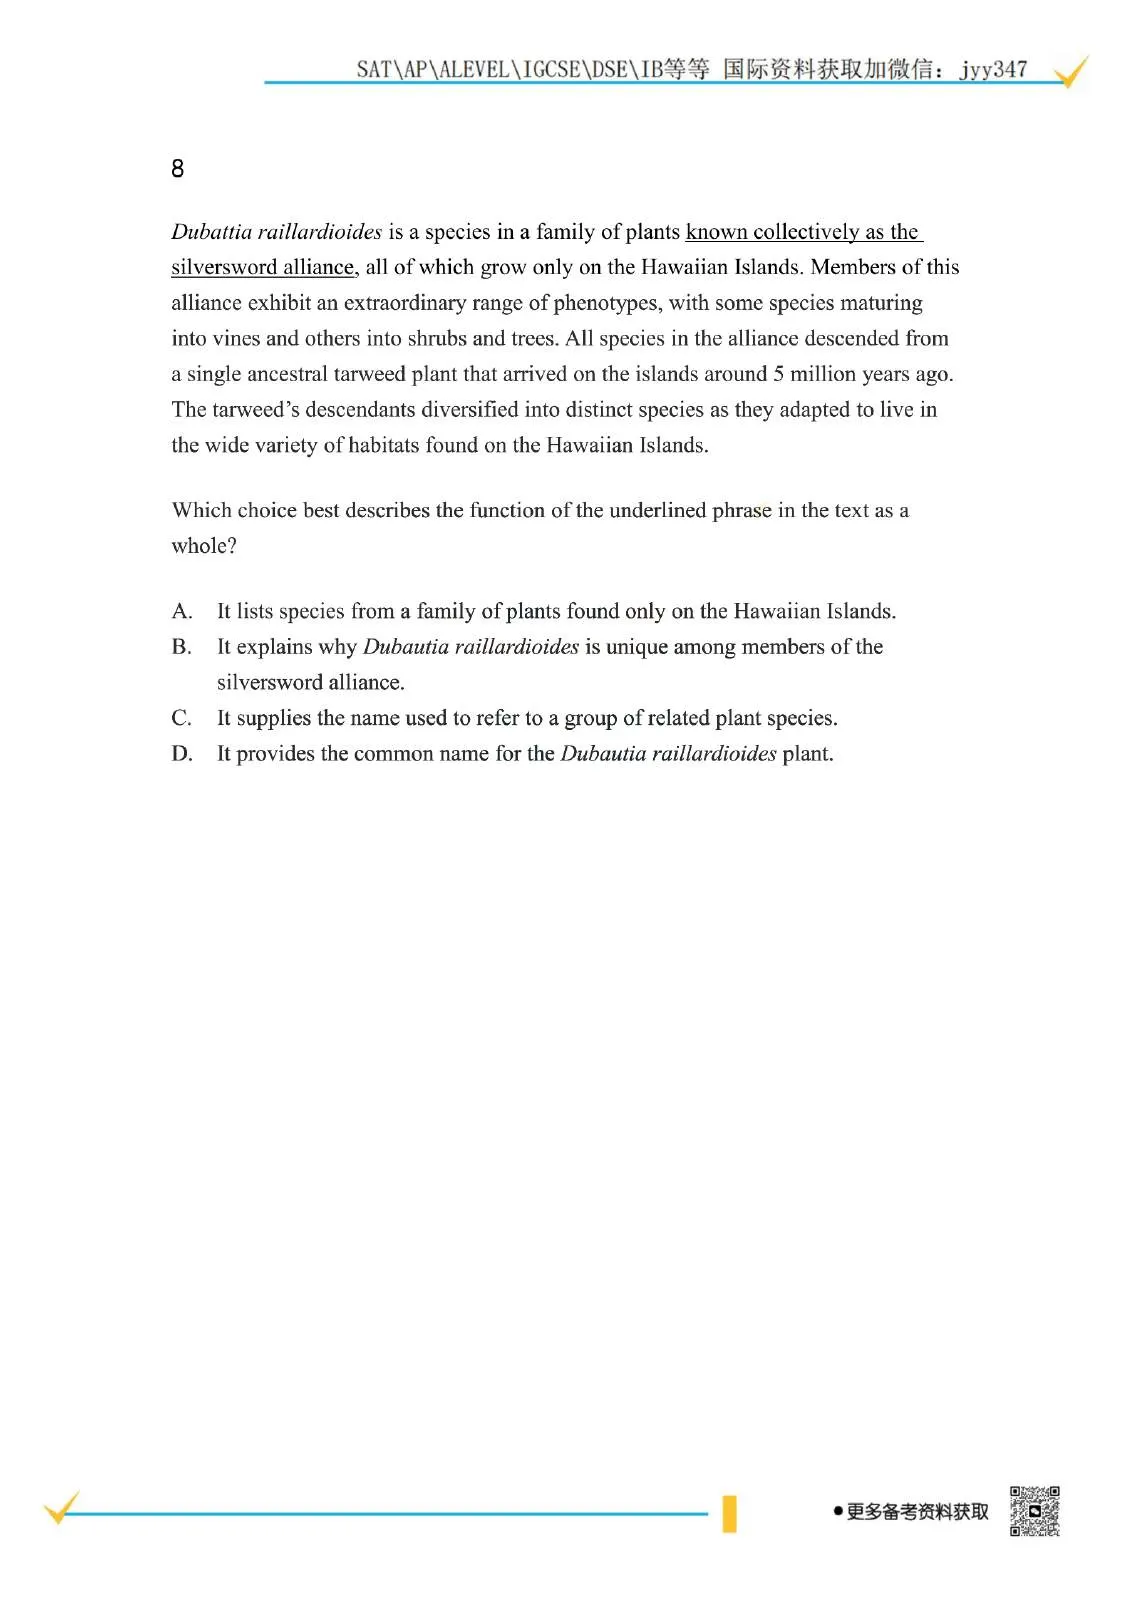 SAT\AP\ALEVEL\IGCSE\DSE\IB等等 国际资料获取加微信：jyy347
8
Dubattia raillardioides is a species in a family of plants known collectively as the
silversword alliance, all of which grow only on the Hawaiian Islands. Members of this
alliance exhibit an extraordinary range of phenotypes, with some species maturing
into vines and others into shrubs and trees. All species in the alliance descended from
a single ancestral tarweed plant that arrived on the islands around 5 million years ago.
The tarweed’s descendants diversified into distinct species as they adapted to live in
the wide variety of habitats found on the Hawaiian Islands.
Which choice best describes the function of the underlined phrase in the text as a
whole?
A. It lists species from a family of plants found only on the Hawaiian Islands.
B. It explains why Dubautia raillardioides is unique among members of the
silversword alliance.
C. It supplies the name used to refer to a group of related plant species.
D. It provides the common name for the Dubautia raillardioides plant.
●更多备考资料获取